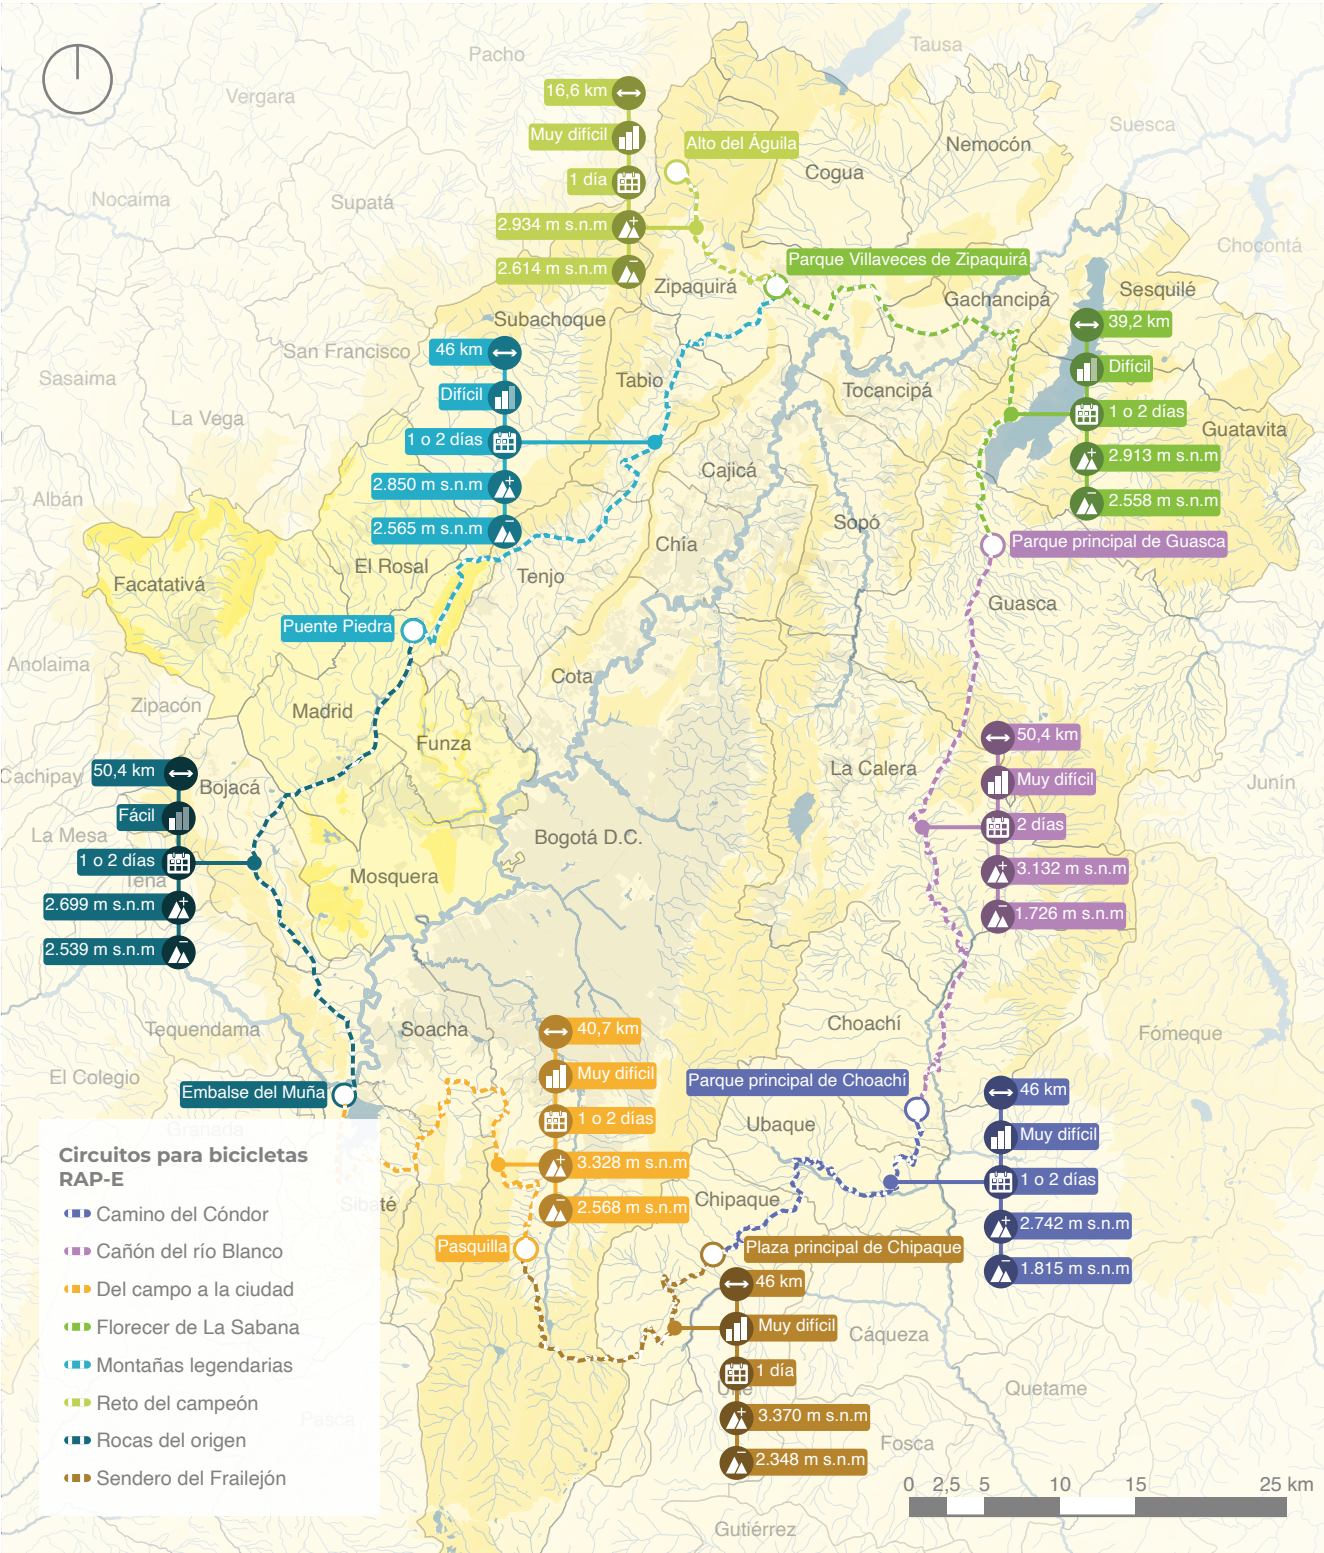 Pacho
Tausa
Vergara
Suesca
Nocaima
Supatá
Chocontá
16,6 km
Muy difícil
1 día
2.934 m s.n.m
2.614 m s.n.m
Alto del Águila
Nemocón
Cogua
Parque Villaveces de Zipaquirá
Zipaquirá
Gachancipá
Sesquilé
Subachoque
San Francisco
Sasaima
La Vega
Albán
46 km
Difícil
1 o 2 días
2.850 m s.n.m
2.565 m s.n.m
Tabio
Tocancipá
39,2 km
Difícil
1 o 2 días
2.913 m s.n.m
2.558 m s.n.m
Guatavita
Cajicá
Sopó
Chía
Parque principal de Guasca
Guasca
El Rosal
Tenjo
Facatativá
Puente Piedra
Anolaima
Zipacón
Madrid
Cota
Funza
Cachipay
Bojacá
La Mesa
Tena
50,4 km
Fácil
1 o 2 días
2.699 m s.n.m
2.539 m s.n.m
La Calera
Bogotá D.C.
Mosquera
50,4 km
Muy difícil
2 días
3.132 m s.n.m
1.726 m s.n.m
Junín
Tequendama
Soacha
Choachí
Fómeque
El Colegio
Embalse del Muña
Granada
40,7 km
Muy difícil
1 o 2 días
3.328 m s.n.m
2.568 m s.n.m
Parque principal de Choachí
Ubaque
46 km
Muy difícil
1 o 2 días
2.742 m s.n.m
1.815 m s.n.m
Sibaté
Chipaque
Pasquilla
Plaza principal de Chipaque
46 km
Muy difícil
1 día
3.370 m s.n.m
2.348 m s.n.m
Cáqueza
Une
Quetame
Fosca
Pasca
Gutiérrez
Circuitos para bicicletas
RAP-E
Camino del Cóndor
Cañón del río Blanco
Del campo a la ciudad
Florecer de La Sabana
Montañas legendarias
Reto del campeón
Rocas del origen
Sendero del Frailejón
0 2,5 5 10 15 25 km